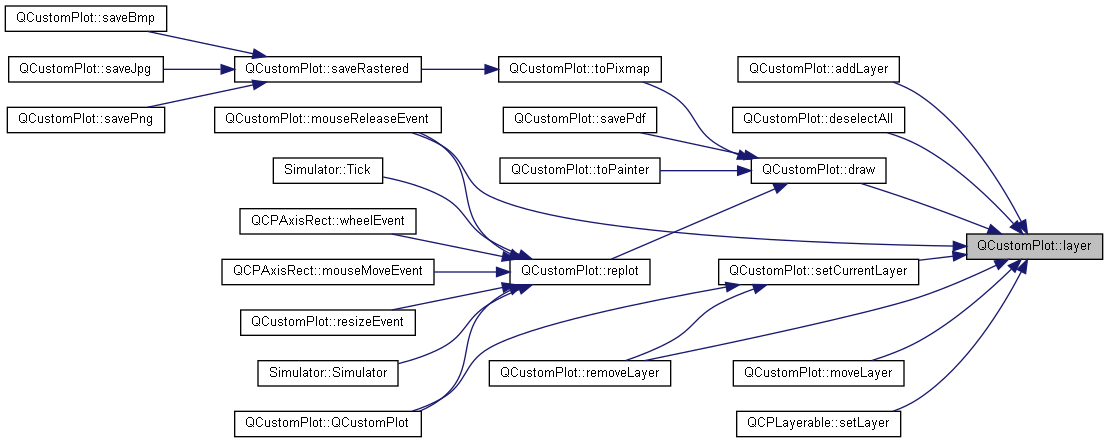 QCustomPlot::saveBmp
QCustomPlot::saveJpg
QCustomPlot::saveRastered
QCustomPlot::toPixmap
QCustomPlot::addLayer
QCustomPlot::savePng
QCustomPlot::mouseReleaseEvent
QCustomPlot::savePdf
QCustomPlot::deselectAll
Simulator::Tick
QCustomPlot::toPainter
QCustomPlot::draw
QCPAxisRect::wheelEvent
QCustomPlot::layer
QCPAxisRect::mouseMoveEvent
QCustomPlot::replot
QCustomPlot::setCurrentLayer
QCustomPlot::resizeEvent
Simulator::Simulator
QCustomPlot::removeLayer
QCustomPlot::moveLayer
QCustomPlot::QCustomPlot
QCPLayerable::setLayer